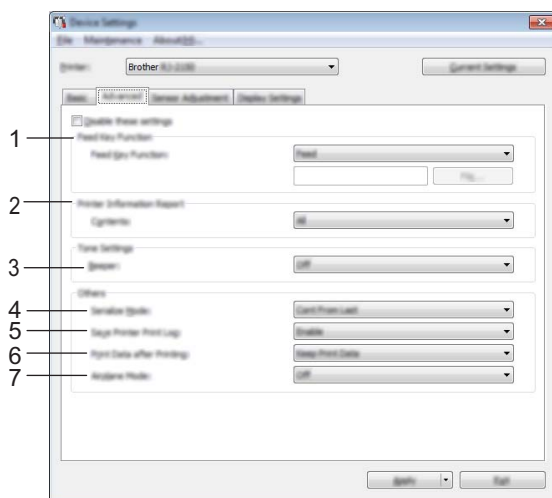 Device Settings
File Maintenance About
Printer: Brother RJ-2100 Current Settings
Basic Advanced Sensor Adjustment Display Settings
Disable these settings
1 Feed Key Function
Feed Key Function: Feed
File...
2 Printer Information Report
Contents: All
Tone Settings
3 Beeper: Off
Others
4 Serialize Mode: Cont From Last
5 Save Printer Print Log: Enable
6 Print Data after Printing: Keep Print Data
7 Airplane Mode: Off
Apply Exit